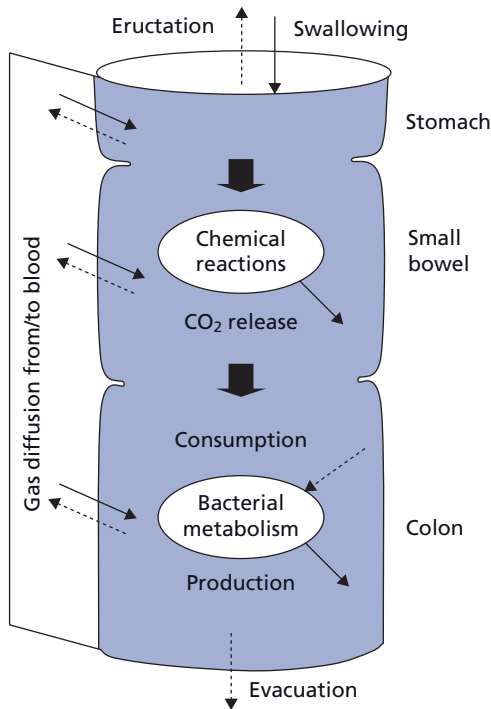 Eructation
Swallowing
Stomach
Chemical
reactions
Small
bowel
CO₂ release
Gas diffusion from/to blood
Consumption
Bacterial
metabolism
Colon
Production
Evacuation